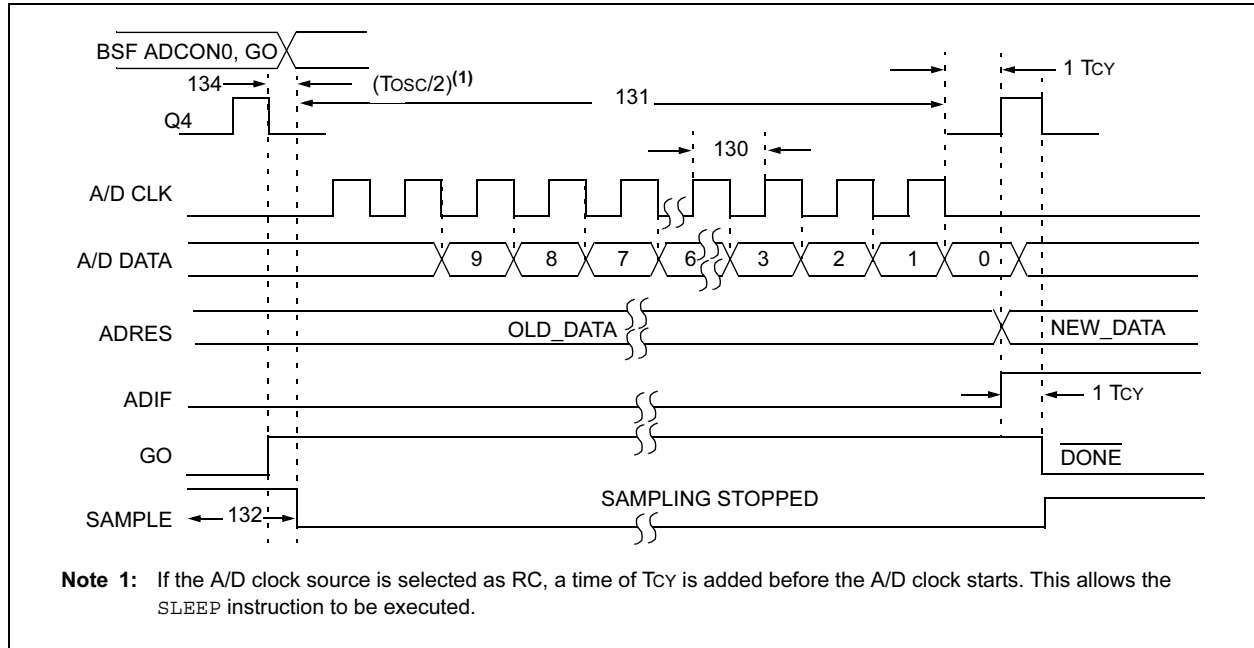 BSF ADCON0, GO
134 (TOSC/2)(1) 131 1 TCY
Q4
130
A/D CLK
A/D DATA 9 8 7 6 3 2 1 0
ADRES OLD_DATA NEW_DATA
ADIF 1 TCY
GO DONE
SAMPLING STOPPED
SAMPLE 132
Note 1: If the A/D clock source is selected as RC, a time of TCY is added before the A/D clock starts. This allows the
SLEEP instruction to be executed.